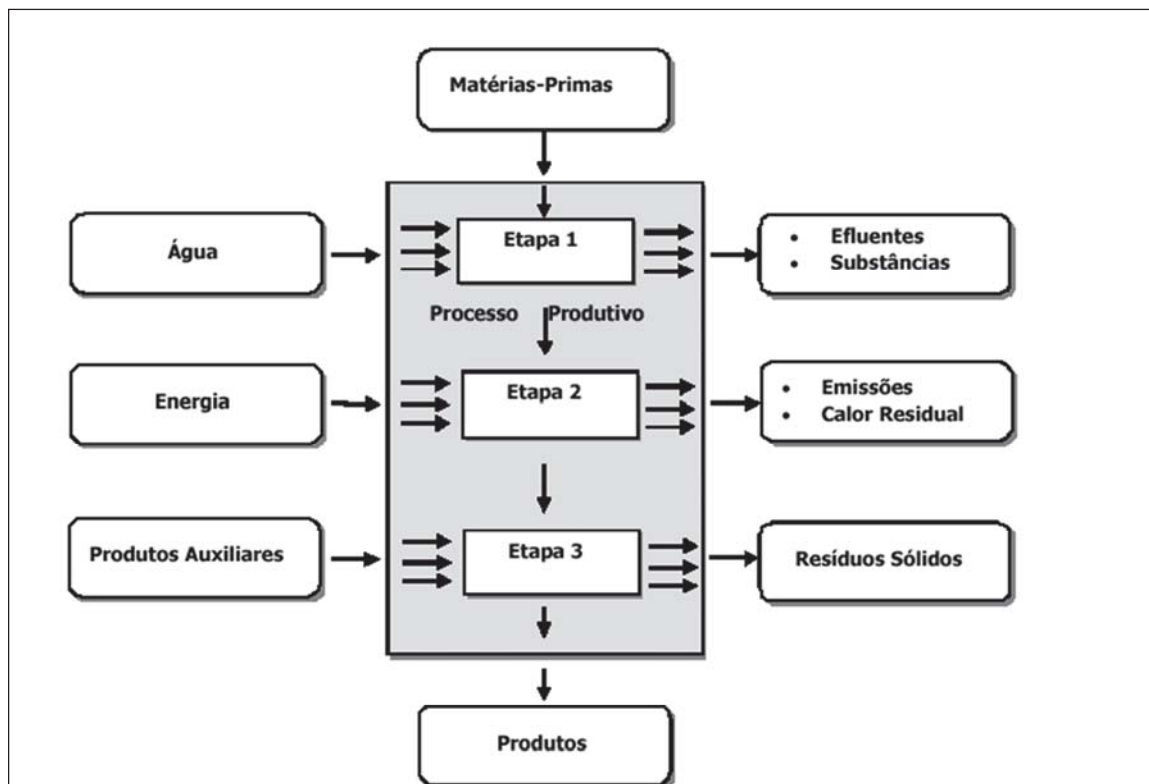 Matérias-Primas
Água
Etapa 1
• Efluentes
• Substâncias
Processo Produtivo
Energia
Etapa 2
• Emissões
• Calor Residual
Produtos Auxiliares
Etapa 3
Resíduos Sólidos
Produtos